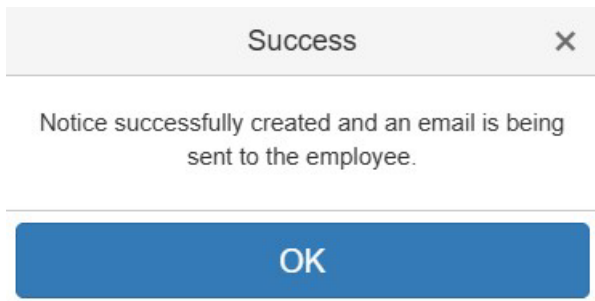 Success ×
Notice successfully created and an email is being
sent to the employee.
OK